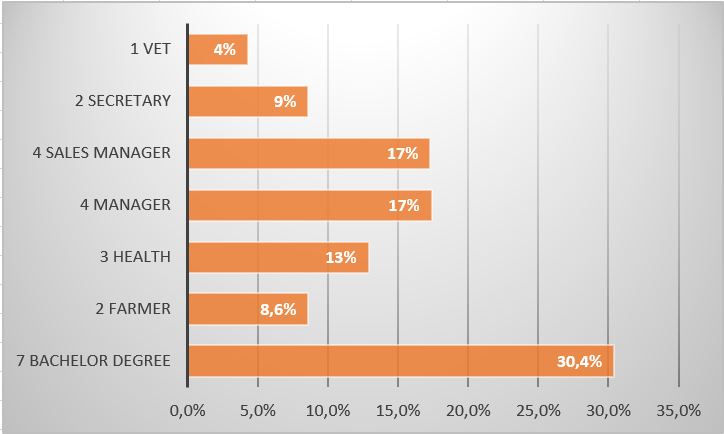 1 VET 4%
2 SECRETARY 9%
4 SALES MANAGER 17%
4 MANAGER 17%
3 HEALTH 13%
2 FARMER 8,6%
7 BACHELOR DEGREE 30,4%
0,0% 5,0% 10,0% 15,0% 20,0% 25,0% 30,0% 35,0%